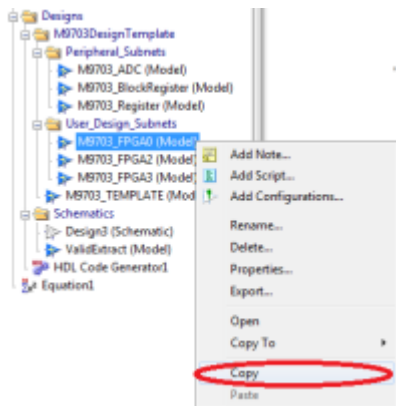 Designs
M9703DesignTemplate
Peripheral_Subnets
M9703_ADC (Model)
M9703_BlockRegister (Model)
M9703_Register (Model)
User_Design_Subnets
M9703_FPGA0 (Model)
M9703_FPGA2 (Model)
M9703_FPGA3 (Model)
M9703_TEMPLATE (Mod
Schematics
Design3 (Schematic)
ValidExtract (Model)
HDL Code Generator1
Equation1
Add Note...
Add Script...
Add Configurations...
Rename...
Delete...
Properties...
Export...
Open
Copy To
Copy
Paste